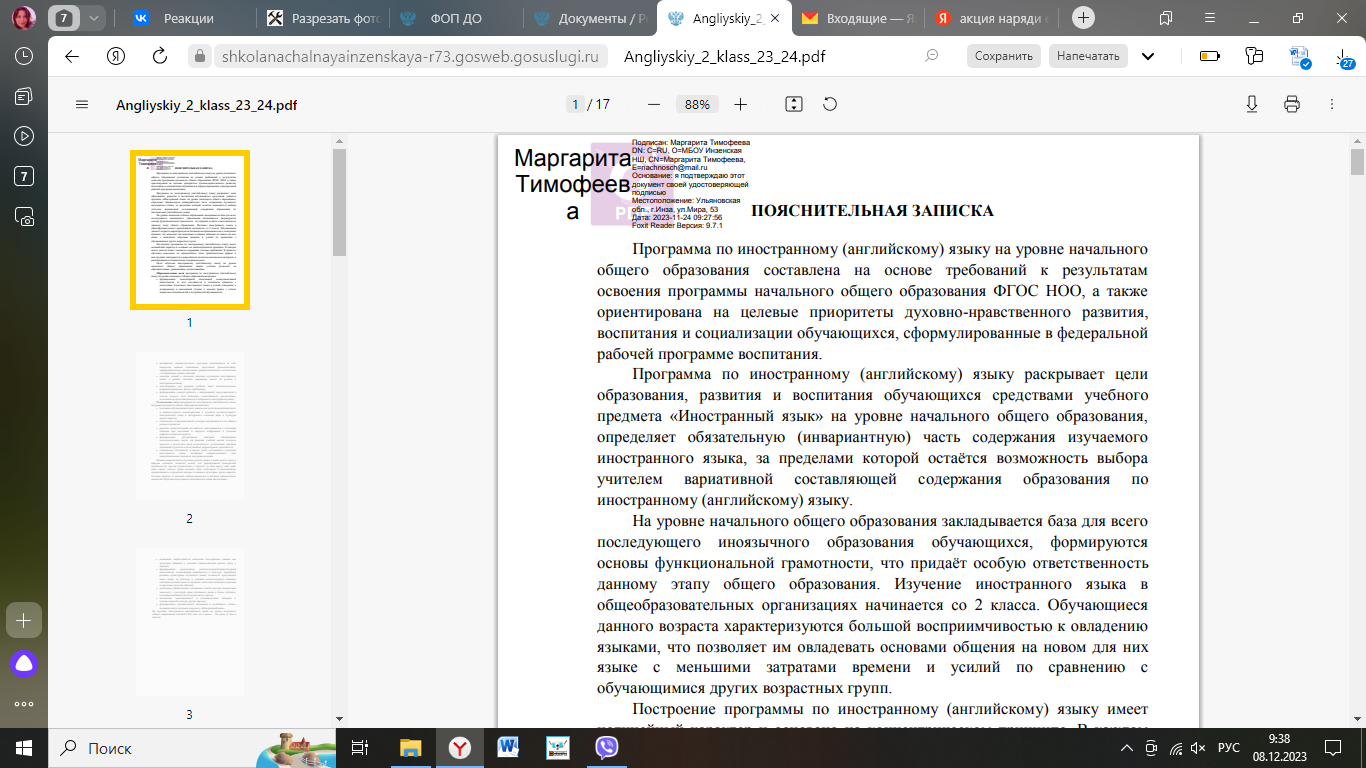 7
Реакции
Разрезать фото
ФОП ДО
Документы / Р
Angliyskiy_2_
Входящие — Я
акция наряди
shkolanachalnayainzenskaya-r73.gosweb.gosuslugi.ru
Angliyskiy_2_klass_23_24.pdf
Сохранить
Напечатать
27
Angliyskiy_2_klass_23_24.pdf
1 / 17
88%
7
1
2
3
Маргарита
Тимофеев
а
Подписан: Маргарита Тимофеева
DN: C=RU, O=МБОУ Инзенская
НШ, CN=Маргарита Тимофеева,
E=riachnosch@mail.ru
Основание: я подтверждаю этот
документ своей удостоверяющей
подписью
Местоположение: Ульяновская
обл., г.Инза, ул.Мира, 53
Дата: 2023-11-24 09:27:56
Foxit Reader Версия: 9.7.1
ПОЯСНИТЕЛЬНАЯ ЗАПИСКА
Программа по иностранному (английскому) языку на уровне начального
общего образования составлена на основе требований к результатам
освоения программы начального общего образования ФГОС НОО, а также
ориентирована на целевые приоритеты духовно-нравственного развития,
воспитания и социализации обучающихся, сформулированные в федеральной
рабочей программе воспитания.
Программа по иностранному (английскому) языку раскрывает цели
образования, развития и воспитания обучающихся средствами учебного
предмета «Иностранный язык» на уровне начального общего образования,
определяет обязательную (инвариантную) часть содержания изучаемого
иностранного языка, за пределами которой остаётся возможность выбора
учителем вариативной составляющей содержания образования по
иностранному (английскому) языку.
На уровне начального общего образования закладывается база для всего
последующего иноязычного образования обучающихся, формируются
основы функциональной грамотности, что придаёт особую ответственность
данному этапу общего образования. Изучение иностранного языка в
общеобразовательных организациях начинается со 2 класса. Обучающиеся
данного возраста характеризуются большой восприимчивостью к овладению
языками, что позволяет им овладевать основами общения на новом для них
языке с меньшими затратами времени и усилий по сравнению с
обучающимися других возрастных групп.
Построение программы по иностранному (английскому) языку имеет
Поиск
РУС
9:38
08.12.2023